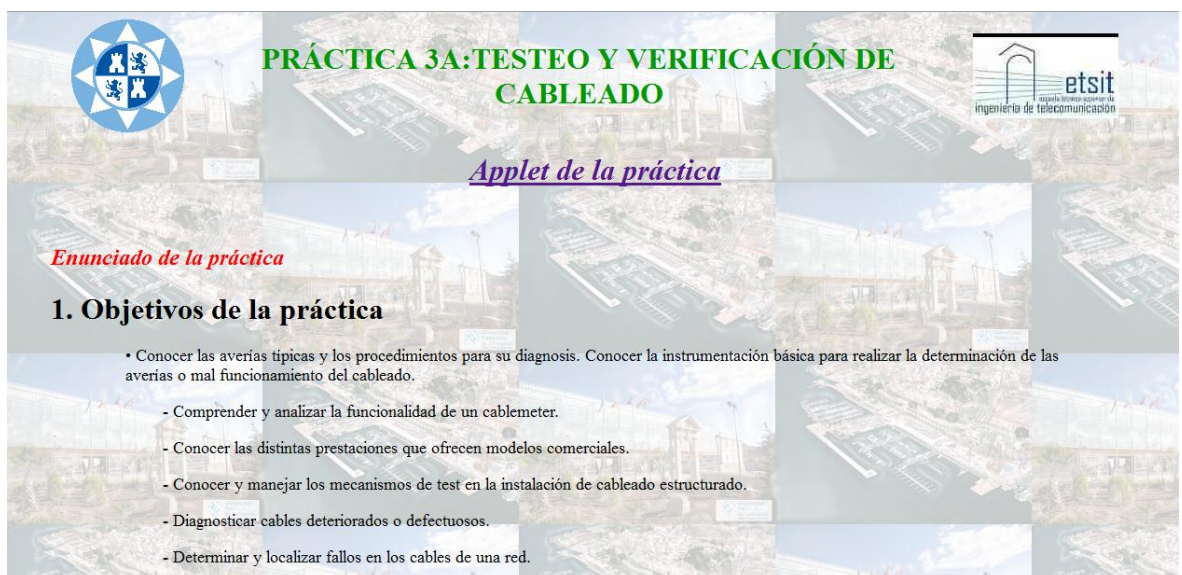 PRÁCTICA 3A:TESTEO Y VERIFICACIÓN DE
CABLEADO
etsit
ingeniería de telecomunicación
Applet de la práctica
Enunciado de la práctica
1. Objetivos de la práctica
• Conocer las averías típicas y los procedimientos para su diagnosis. Conocer la instrumentación básica para realizar la determinación de las
averías o mal funcionamiento del cableado.
- Comprender y analizar la funcionalidad de un cablemeter.
- Conocer las distintas prestaciones que ofrecen modelos comerciales.
- Conocer y manejar los mecanismos de test en la instalación de cableado estructurado.
- Diagnosticar cables deteriorados o defectuosos.
- Determinar y localizar fallos en los cables de una red.